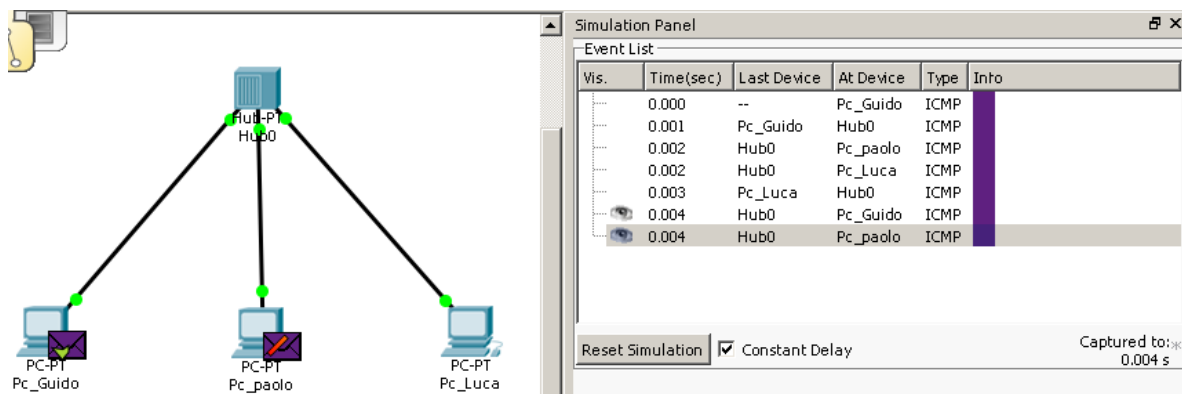 Hub-PT
Hub0
PC-PT
Pc_Guido
PC-PT
Pc_paolo
PC-PT
Pc_Luca
Simulation Panel
Event List
Vis. Time(sec) Last Device At Device Type Info
0.000 -- Pc_Guido ICMP
0.001 Pc_Guido Hub0 ICMP
0.002 Hub0 Pc_paolo ICMP
0.002 Hub0 Pc_Luca ICMP
0.003 Pc_Luca Hub0 ICMP
0.004 Hub0 Pc_Guido ICMP
0.004 Hub0 Pc_paolo ICMP
Reset Simulation Constant Delay
Captured to:
0.004 s